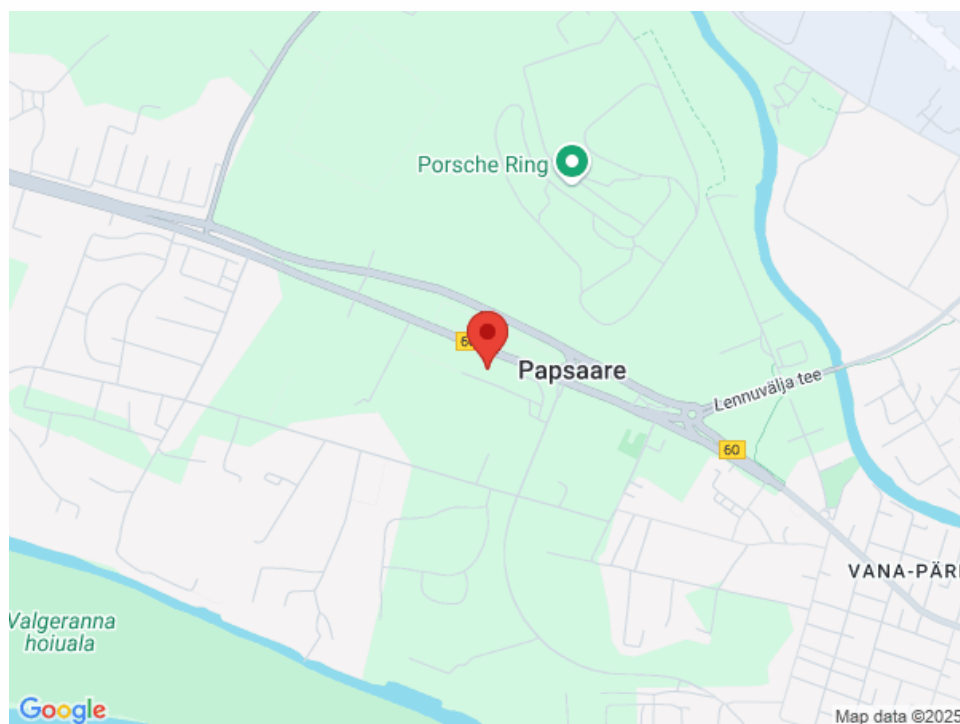 Porsche Ring
Papsaare
Lennuvälja tee
60
VANA-PÄR
Valgeranna
hoiuala
Google
Map data ©2025